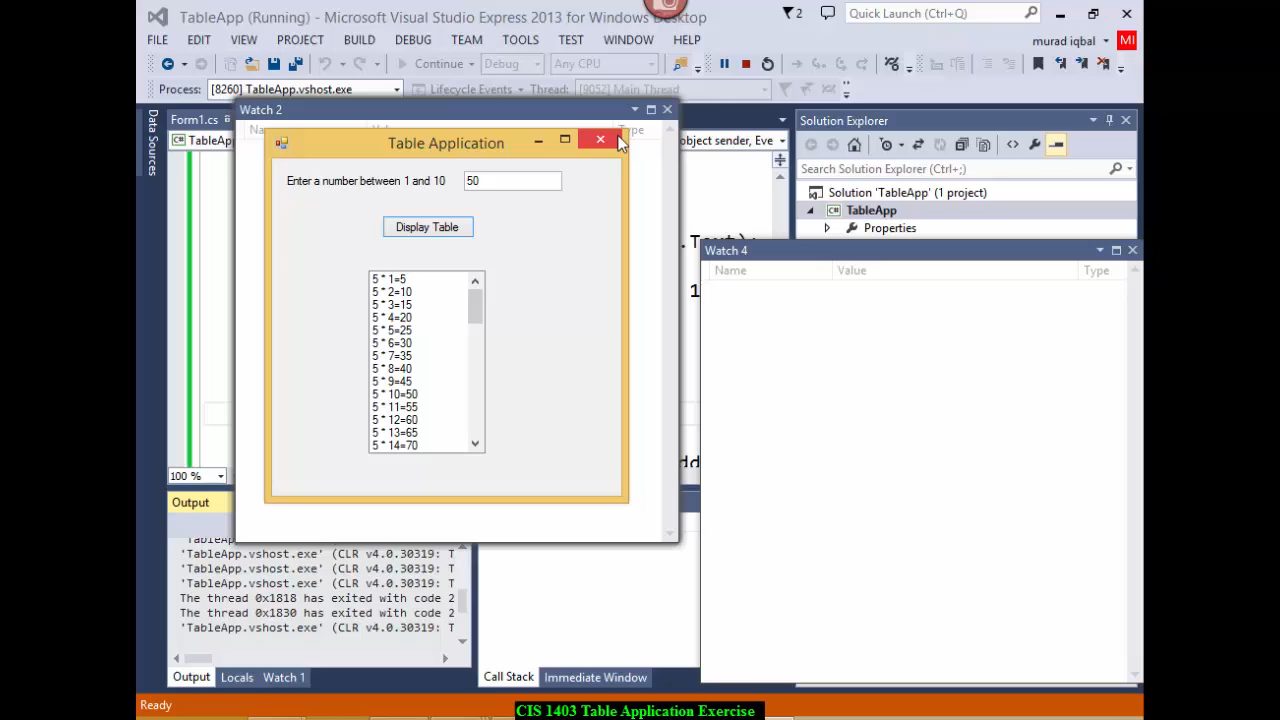 TableApp (Running) - Microsoft Visual Studio Express 2013 for Windows Desktop
2
Quick Launch (Ctrl+Q)
FILE EDIT VIEW PROJECT BUILD DEBUG TEAM TOOLS TEST WINDOW HELP
murad iqbal MI
Continue Debug Any CPU
Process: [8260] TableApp.vshost.exe Lifecycle Events Thread: [9052] Main Thread
Data Sources
Form1.cs
TableApp
object sender, Eve
Watch 2
Type
Table Application
Enter a number between 1 and 10 50
Display Table
5 * 1=5
5 * 2=10
5 * 3=15
5 * 4=20
5 * 5=25
5 * 6=30
5 * 7=35
5 * 8=40
5 * 9=45
5 * 10=50
5 * 11=55
5 * 12=60
5 * 13=65
5 * 14=70
Solution Explorer
Search Solution Explorer (Ctrl+;)
Solution 'TableApp' (1 project)
TableApp
Properties
Watch 4
Name Value Type
100 %
Output
'TableApp.vshost.exe' (CLR v4.0.30319: T
'TableApp.vshost.exe' (CLR v4.0.30319: T
'TableApp.vshost.exe' (CLR v4.0.30319: T
The thread 0x1818 has exited with code 2
The thread 0x1830 has exited with code 2
'TableApp.vshost.exe' (CLR v4.0.30319: T
Output Locals Watch 1
Call Stack Immediate Window
Ready
CIS 1403 Table Application Exercise